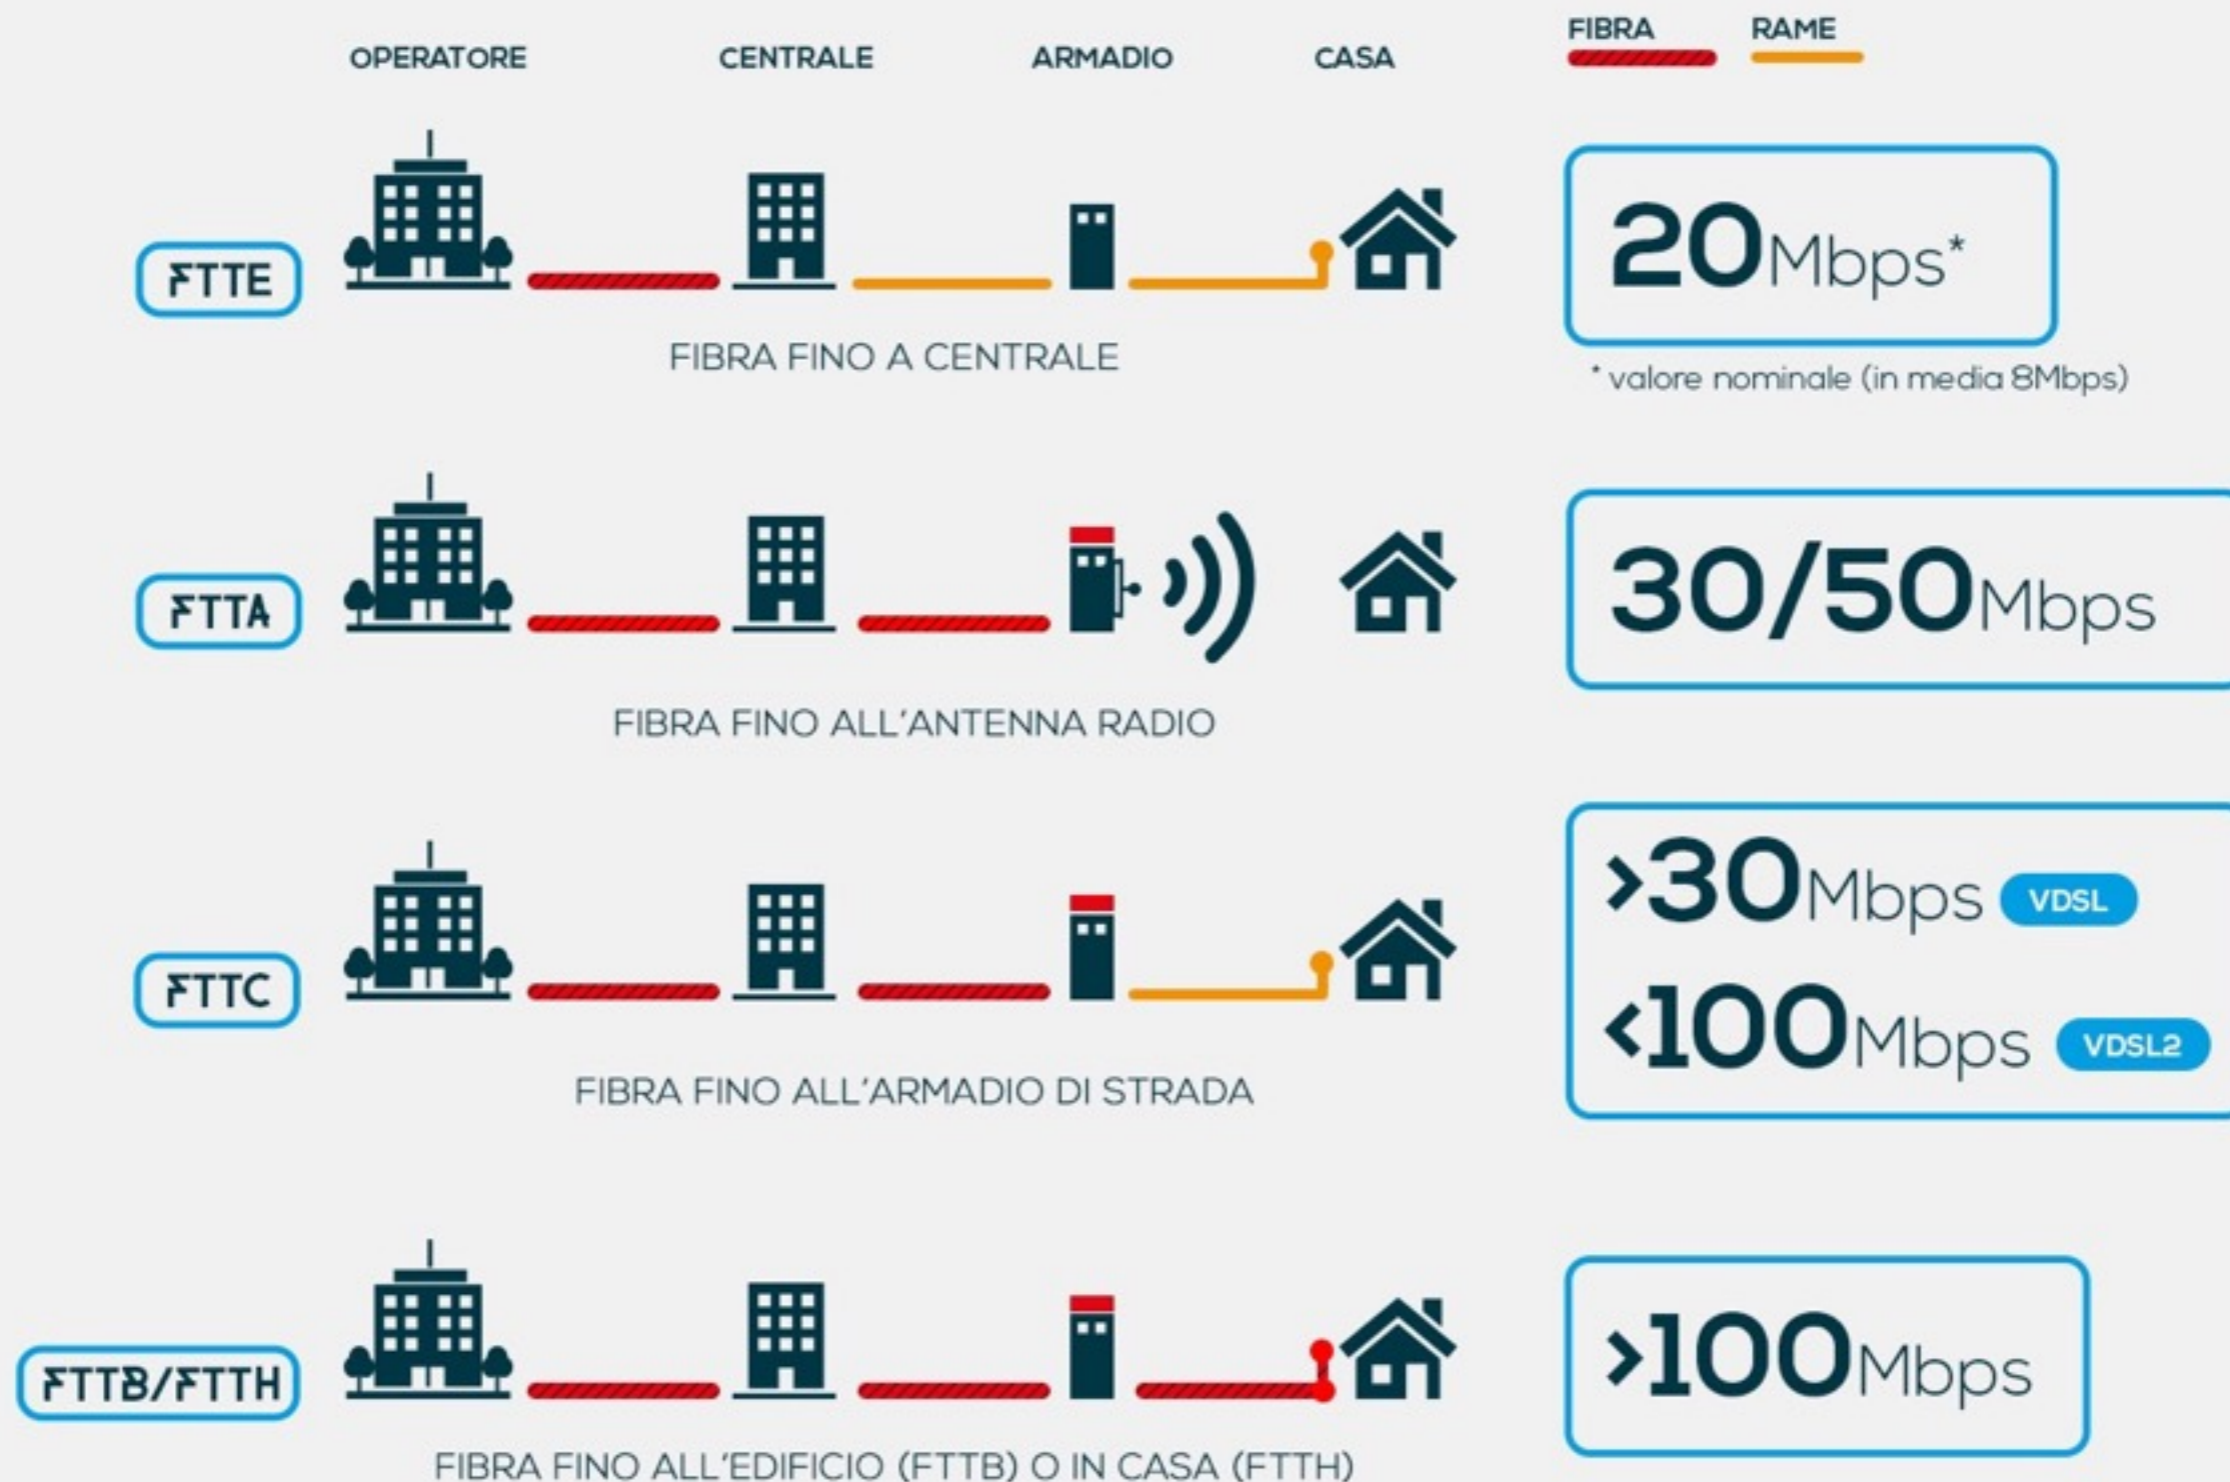 OPERATORE CENTRALE ARMADIO CASA FIBRA RAME
FTTE
20Mbps*
FIBRA FINO A CENTRALE
* valore nominale (in media 8Mbps)
FTTA
30/50Mbps
FIBRA FINO ALL'ANTENNA RADIO
FTTC
>30Mbps VDSL
<100Mbps VDSL2
FIBRA FINO ALL'ARMADIO DI STRADA
FTTB/FTTH
>100Mbps
FIBRA FINO ALL'EDIFICIO (FTTB) O IN CASA (FTTH)